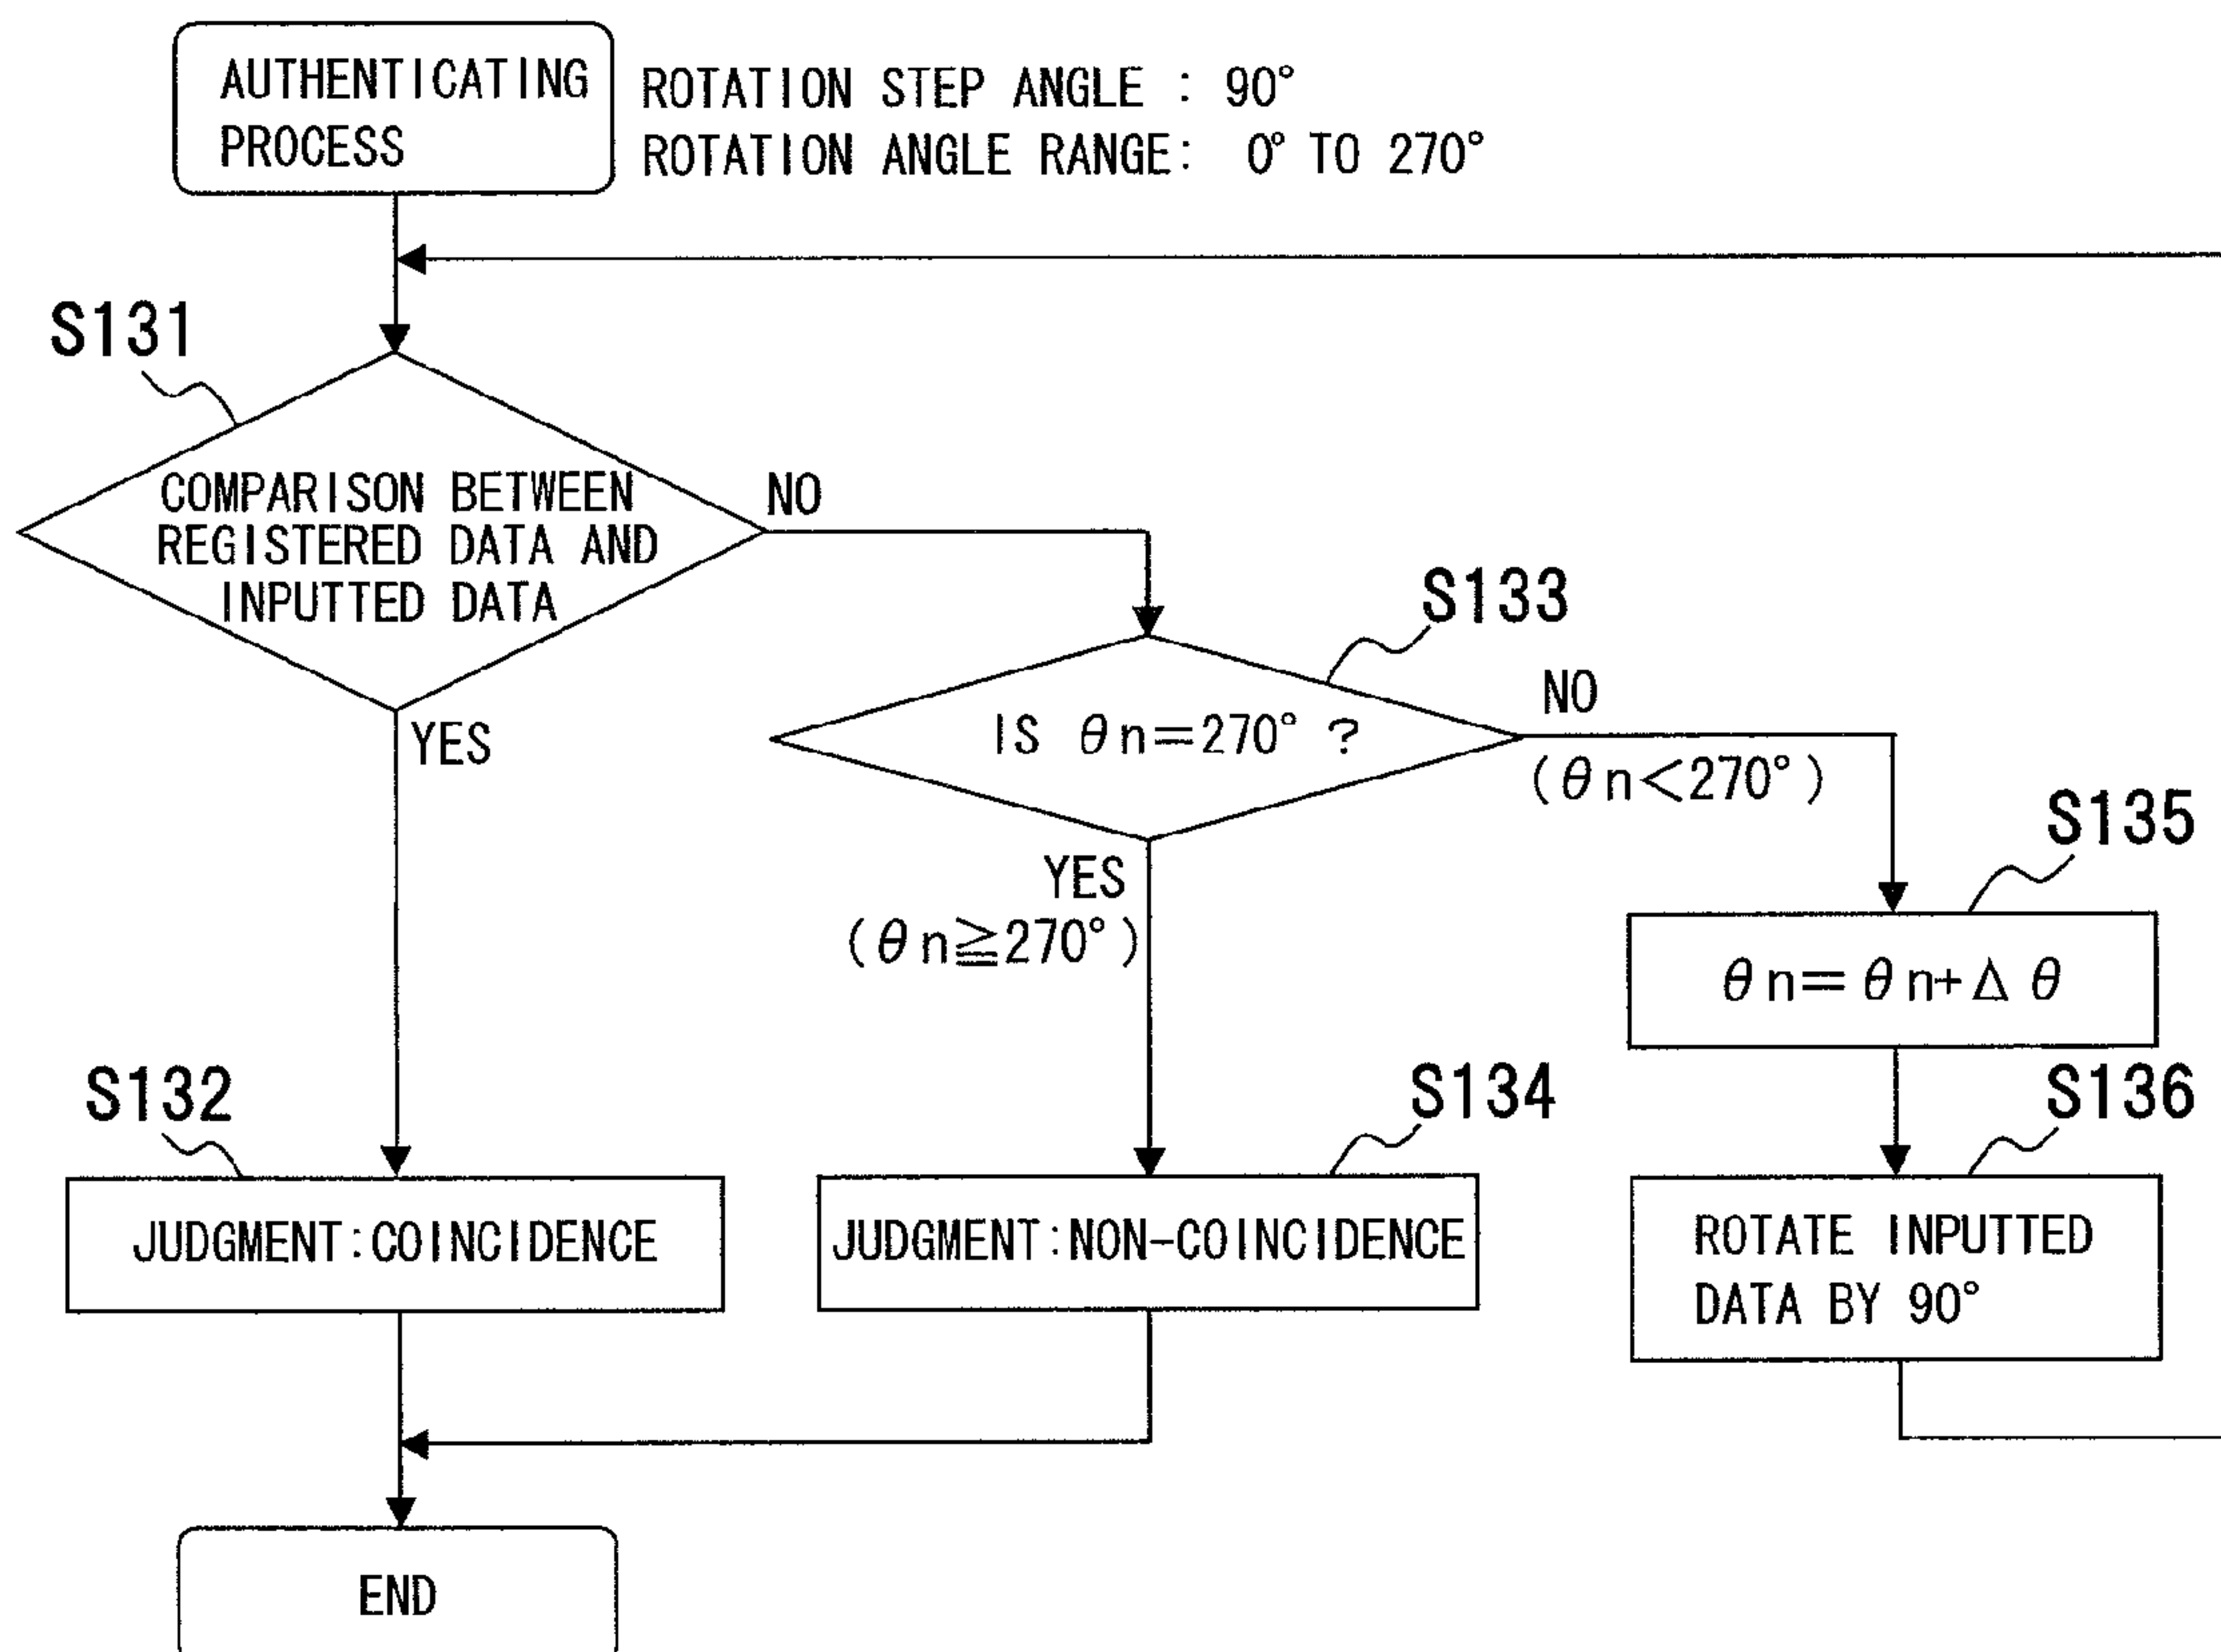 AUTHENTICATING
PROCESS
ROTATION STEP ANGLE : 90°
ROTATION ANGLE RANGE: 0° TO 270°
S131
COMPARISON BETWEEN
REGISTERED DATA AND
INPUTTED DATA
NO
YES
S133
IS θn=270° ?
NO
(θn<270°)
YES
(θn≧270°)
S135
θn= θn+Δ θ
S132
JUDGMENT:COINCIDENCE
S134
JUDGMENT:NON-COINCIDENCE
S136
ROTATE INPUTTED
DATA BY 90°
END